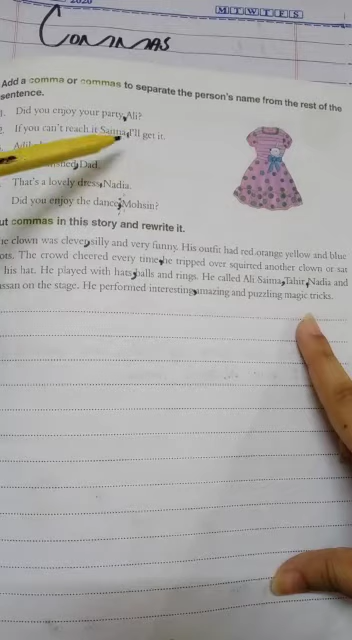 2020
M T W T F S
Commas
Add a comma or commas to separate the person's name from the rest of the
sentence.
1. Did you enjoy your party, Ali?
2. If you can't reach it Saima, I'll get it.
, Dad.
That's a lovely dress, Nadia.
Did you enjoy the dance, Mohsin?
ut commas in this story and rewrite it.
e clown was clever, silly and very funny. His outfit had red orange yellow and blue
ots. The crowd cheered every time, he tripped over squirted another clown or sat
his hat. He played with hats, balls and rings. He called Ali Saima, Tahir, Nadia and
ssan on the stage. He performed interesting, amazing and puzzling magic tricks.